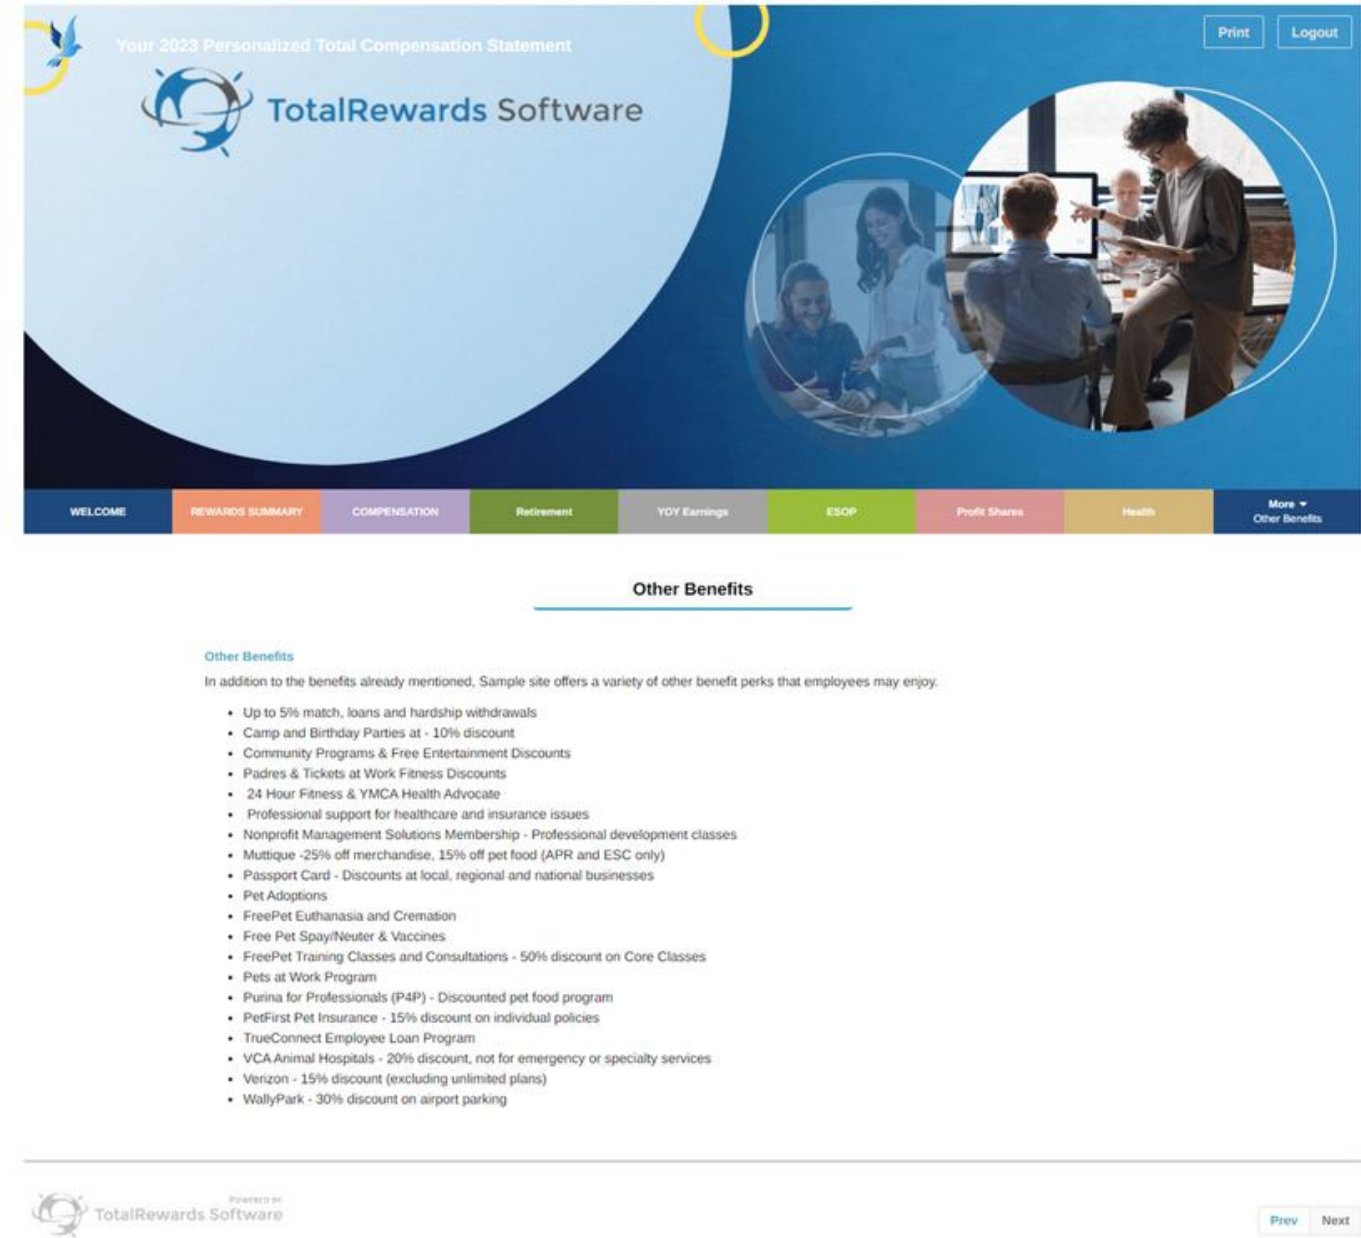 Your 2023 Personalized Total Compensation Statement
Print
Logout
TotalRewards Software
WELCOME
REWARDS SUMMARY
COMPENSATION
Retirement
YOY Earnings
ESOP
Profit Shares
Health
More
Other Benefits
Other Benefits
Other Benefits
In addition to the benefits already mentioned, Sample site offers a variety of other benefit perks that employees may enjoy.
• Up to 5% match, loans and hardship withdrawals
• Camp and Birthday Parties at - 10% discount
• Community Programs & Free Entertainment Discounts
• Padres & Tickets at Work Fitness Discounts
• 24 Hour Fitness & YMCA Health Advocate
• Professional support for healthcare and insurance issues
• Nonprofit Management Solutions Membership - Professional development classes
• Muttique -25% off merchandise, 15% off pet food (APR and ESC only)
• Passport Card - Discounts at local, regional and national businesses
• Pet Adoptions
• FreePet Euthanasia and Cremation
• Free Pet Spay/Neuter & Vaccines
• FreePet Training Classes and Consultations - 50% discount on Core Classes
• Pets at Work Program
• Purina for Professionals (P4P) - Discounted pet food program
• PetFirst Pet Insurance - 15% discount on individual policies
• TrueConnect Employee Loan Program
• VCA Animal Hospitals - 20% discount, not for emergency or specialty services
• Verizon - 15% discount (excluding unlimited plans)
• WallyPark - 30% discount on airport parking
POWERED BY
TotalRewards Software
Prev
Next